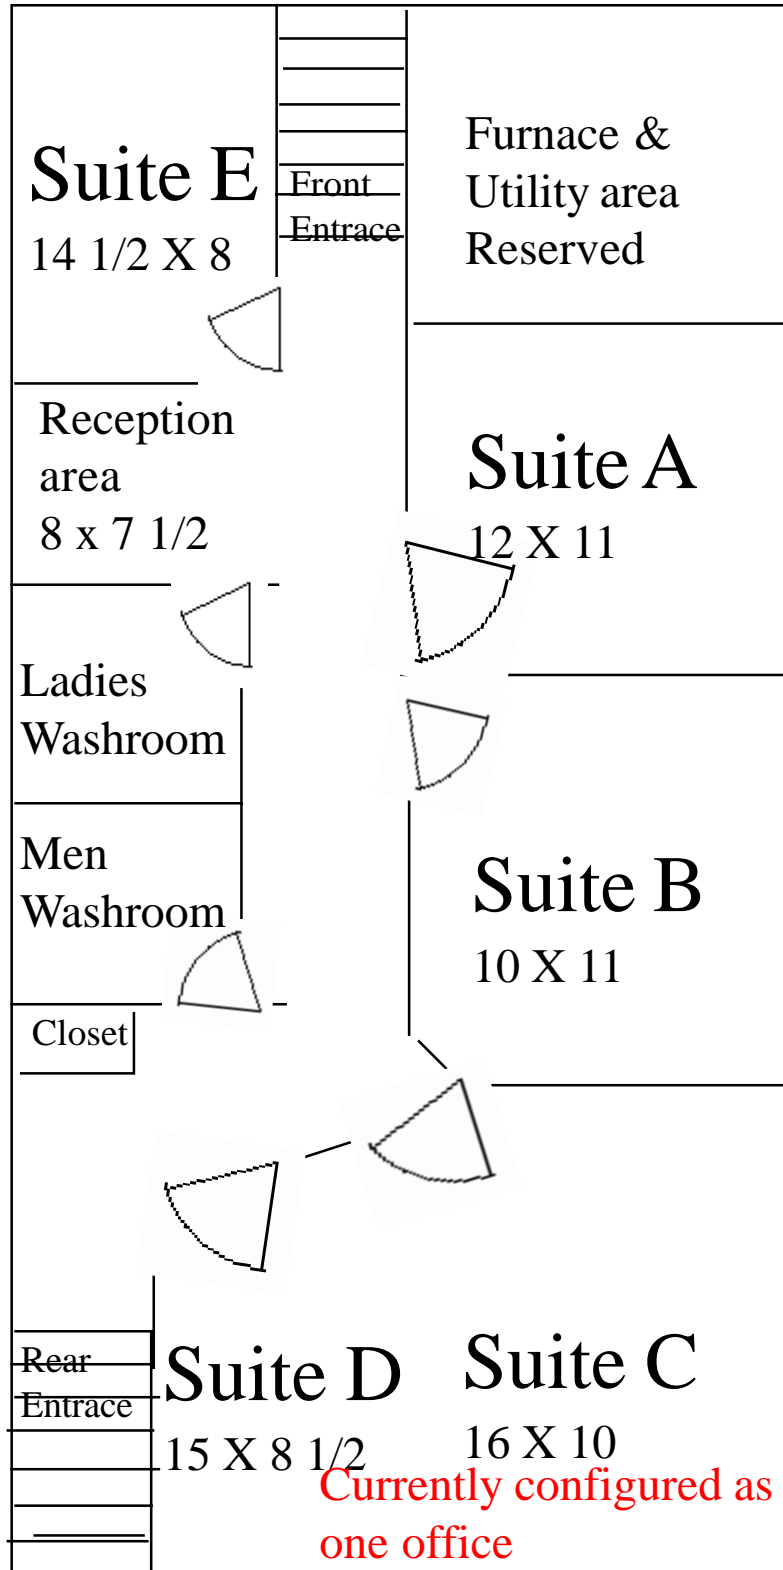 Suite E
14 1/2 X 8
Front
Entrace
Furnace &
Utility area
Reserved
Reception
area
8 x 7 1/2
Suite A
12 X 11
Ladies
Washroom
Men
Washroom
Suite B
10 X 11
Closet
Rear
Entrace
Suite D
15 X 8 1/2
Suite C
16 X 10
Currently configured as
one office